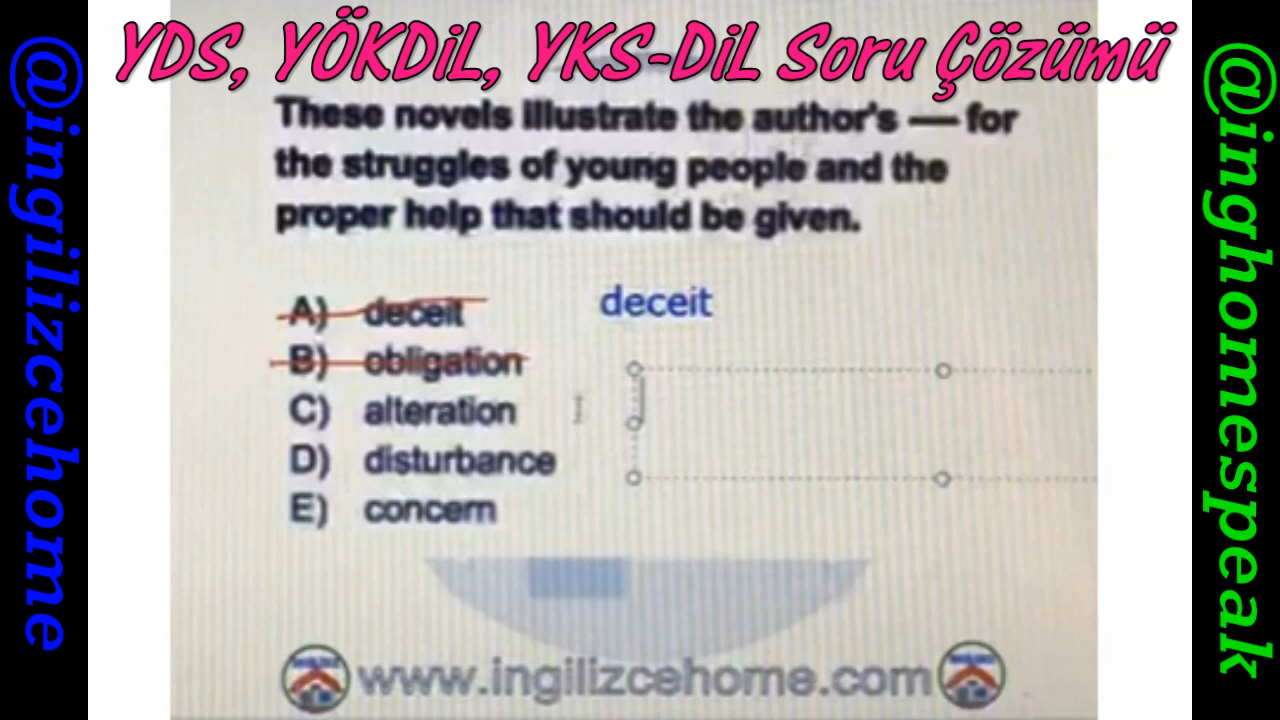 YDS, YÖKDiL, YKS-DiL Soru Çözümü
@ingilizcehome
@inghomespeak
These novels illustrate the author's — for
the struggles of young people and the
proper help that should be given.
A) deceit
deceit
B) obligation
C) alteration
D) disturbance
E) concern
www.ingilizcehome.com